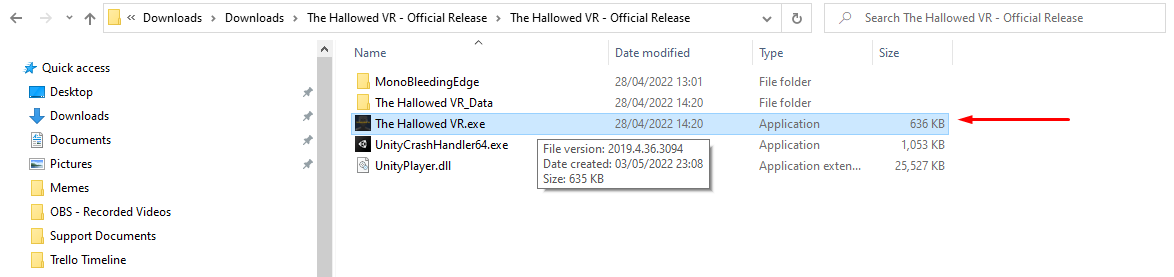 « Downloads > Downloads > The Hallowed VR - Official Release > The Hallowed VR - Official Release
Search The Hallowed VR - Official Release
Name Date modified Type Size
Quick access
Desktop
Downloads
Documents
Pictures
Memes
OBS - Recorded Videos
Support Documents
Trello Timeline
MonoBleedingEdge 28/04/2022 13:01 File folder
The Hallowed VR_Data 28/04/2022 14:20 File folder
The Hallowed VR.exe 28/04/2022 14:20 Application 636 KB
UnityCrashHandler64.exe Application 1,053 KB
UnityPlayer.dll Application exten... 25,527 KB
File version: 2019.4.36.3094
Date created: 03/05/2022 23:08
Size: 635 KB